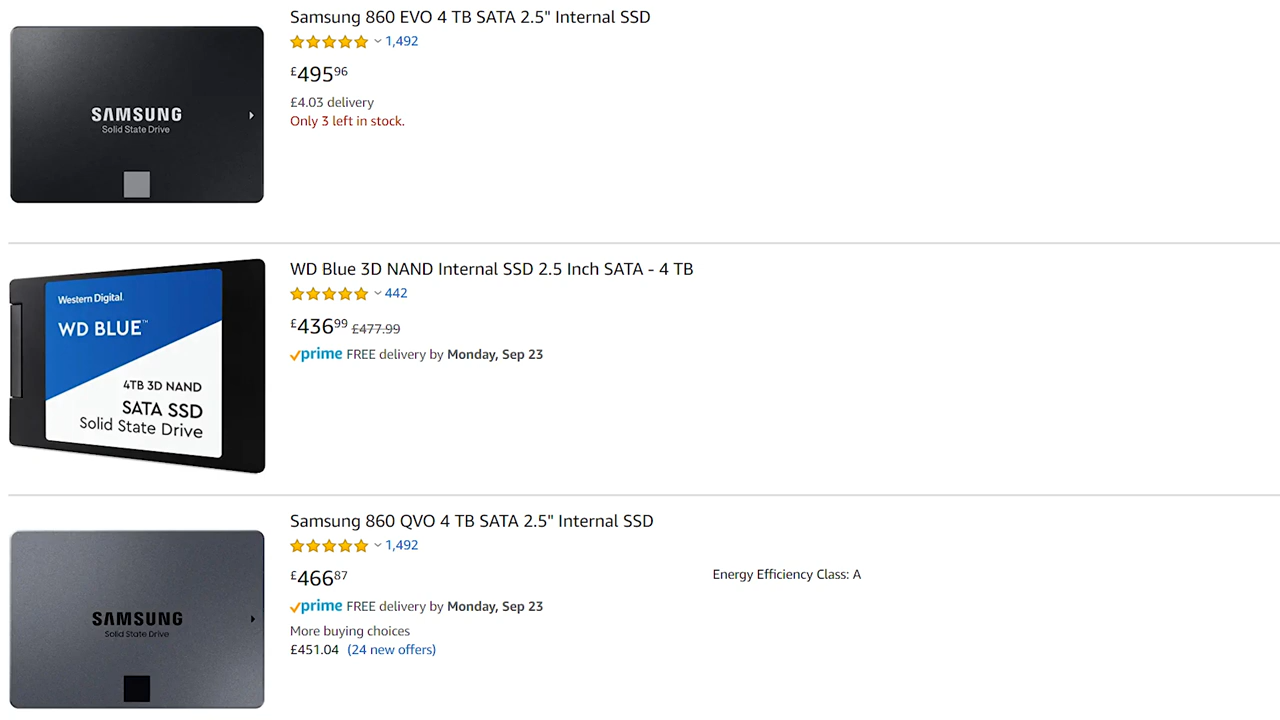 Samsung 860 EVO 4 TB SATA 2.5" Internal SSD
1,492
£495.96
£4.03 delivery
Only 3 left in stock.
SAMSUNG
Solid State Drive
WD Blue 3D NAND Internal SSD 2.5 Inch SATA - 4 TB
442
£436.99 £477.99
prime FREE delivery by Monday, Sep 23
Western Digital.
WD BLUE™
4TB 3D NAND
SATA SSD
Solid State Drive
Samsung 860 QVO 4 TB SATA 2.5" Internal SSD
1,492
£466.87
Energy Efficiency Class: A
prime FREE delivery by Monday, Sep 23
More buying choices
£451.04 (24 new offers)
SAMSUNG
Solid State Drive